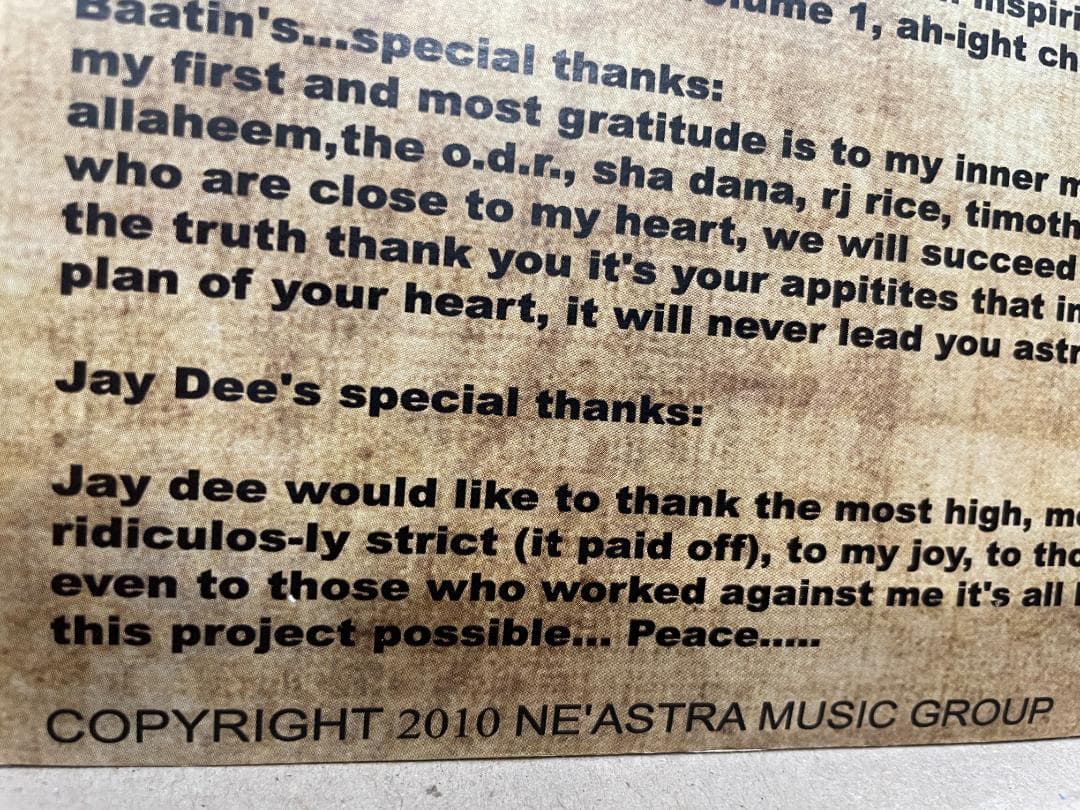 volume 1, ah-ight
Baatin's....special thanks:
my first and most gratitude is to my inner
allaheem,the o.d.r., sha dana, rj rice,
who are close to my heart, we will succeed
the truth thank you it's your appitites that
plan of your heart, it will never lead you
Jay Dee's special thanks:
Jay dee would like to thank the most high,
ridiculos-ly strict (it paid off), to my joy, to
even to those who worked against me it's all
this project possible... Peace.....
COPYRIGHT 2010 NE'ASTRA MUSIC GROUP